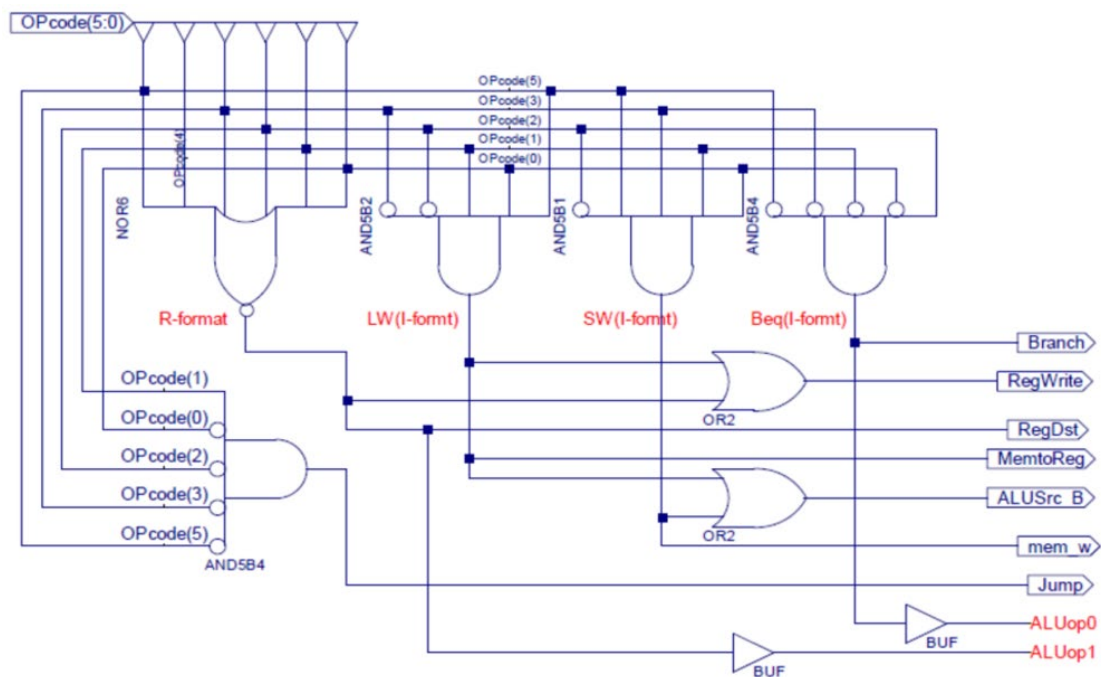 OPcode(5:0)
OPcode(5)
OPcode(3)
OPcode(2)
OPcode(1)
OPcode(0)
OPcode(4)
NOR6
AND5B2
AND5B1
AND5B4
R-format
LW(I-formt)
SW(I-formt)
Beq(I-formt)
Branch
RegWrite
OR2
RegDst
MemtoReg
ALUSrc_B
OR2
mem_w
Jump
OPcode(1)
OPcode(0)
OPcode(2)
OPcode(3)
OPcode(5)
AND5B4
ALUop0
BUF
ALUop1
BUF